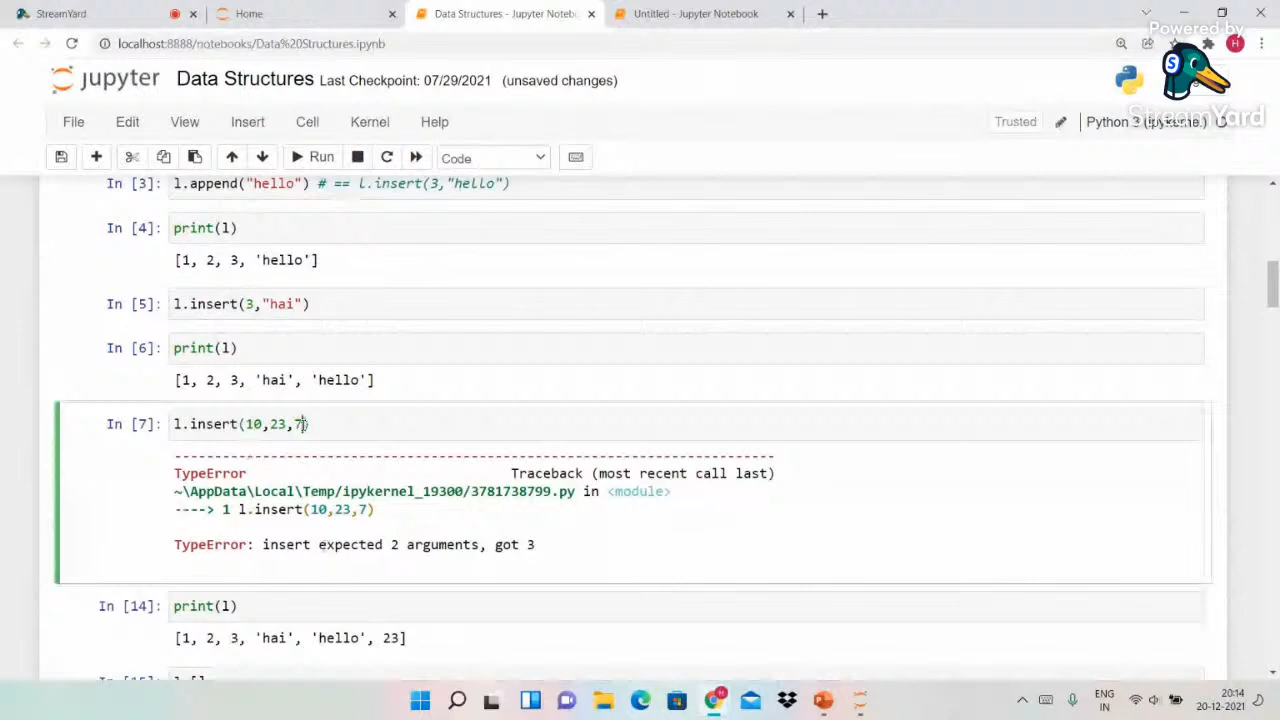 StreamYard
Home
Data Structures - Jupyter Notebo
Untitled - Jupyter Notebook
Powered by
localhost:8888/notebooks/Data%20Structures.ipynb
H
jupyter Data Structures Last Checkpoint: 07/29/2021 (unsaved changes)
S
StreamYard
File Edit View Insert Cell Kernel Help
Trusted
Python 3 (ipykerne.)
Run
Code
In [3]: l.append("hello") # == l.insert(3,"hello")
In [4]: print(l)
[1, 2, 3, 'hello']
In [5]: l.insert(3,"hai")
In [6]: print(l)
[1, 2, 3, 'hai', 'hello']
In [7]: l.insert(10,23,7)
---------------------------------------------------------------------------
TypeError Traceback (most recent call last)
~\AppData\Local\Temp/ipykernel_19300/3781738799.py in <module>
----> 1 l.insert(10,23,7)
TypeError: insert expected 2 arguments, got 3
In [14]: print(l)
[1, 2, 3, 'hai', 'hello', 23]
ENG
IN
20:14
20-12-2021